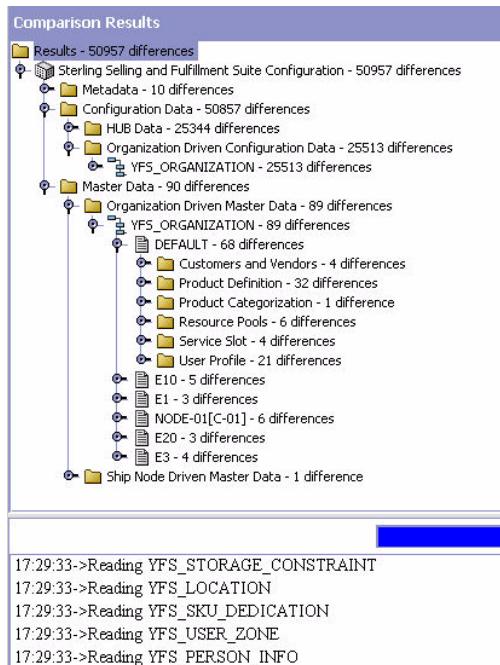 Comparison Results
Results - 50957 differences
Sterling Selling and Fulfillment Suite Configuration - 50957 differences
Metadata - 10 differences
Configuration Data - 50857 differences
HUB Data - 25344 differences
Organization Driven Configuration Data - 25513 differences
YFS_ORGANIZATION - 25513 differences
Master Data - 90 differences
Organization Driven Master Data - 89 differences
YFS_ORGANIZATION - 89 differences
DEFAULT - 68 differences
Customers and Vendors - 4 differences
Product Definition - 32 differences
Product Categorization - 1 difference
Resource Pools - 6 differences
Service Slot - 4 differences
User Profile - 21 differences
E10 - 5 differences
E1 - 3 differences
NODE-01[C-01] - 6 differences
E20 - 3 differences
E3 - 4 differences
Ship Node Driven Master Data - 1 difference
17:29:33->Reading YFS_STORAGE_CONSTRAINT
17:29:33->Reading YFS_LOCATION
17:29:33->Reading YFS_SKU_DEDICATION
17:29:33->Reading YFS_USER_ZONE
17:29:33->Reading YFS_PERSON_INFO